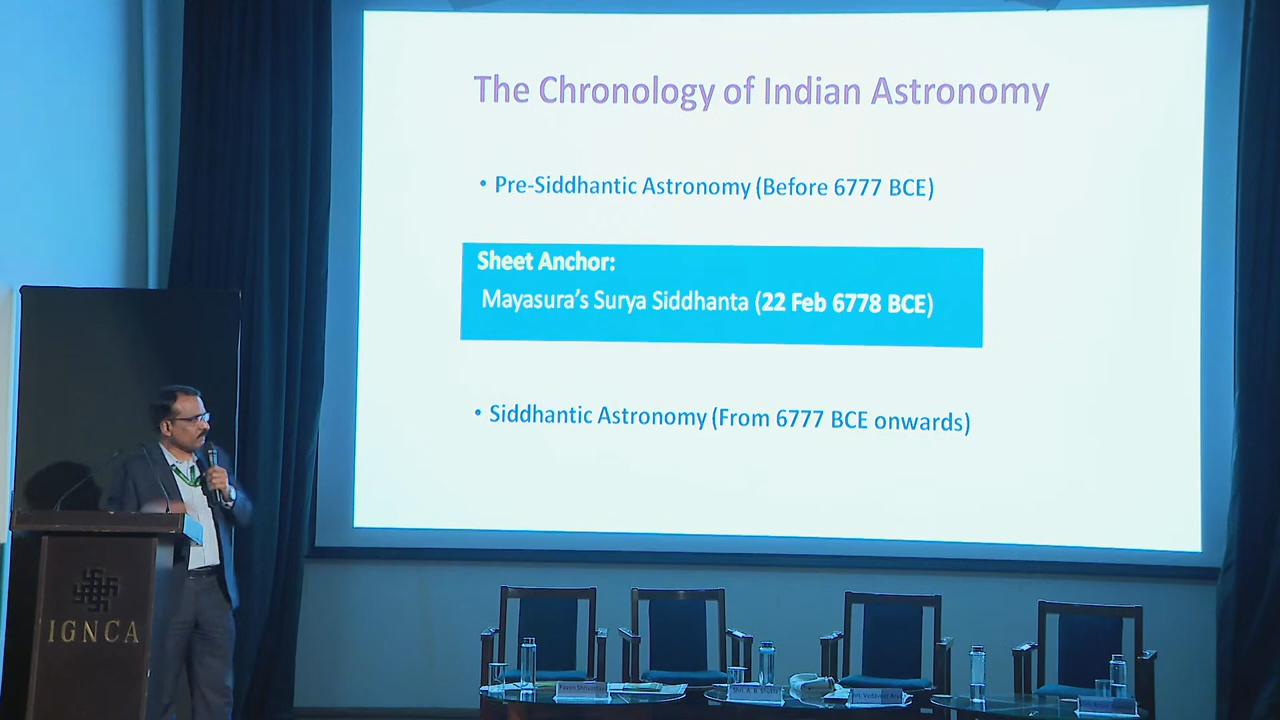 The Chronology of Indian Astronomy
• Pre-Siddhantic Astronomy (Before 6777 BCE)
Sheet Anchor:
Mayasura's Surya Siddhanta (22 Feb 6778 BCE)
• Siddhantic Astronomy (From 6777 BCE onwards)
IGNCA